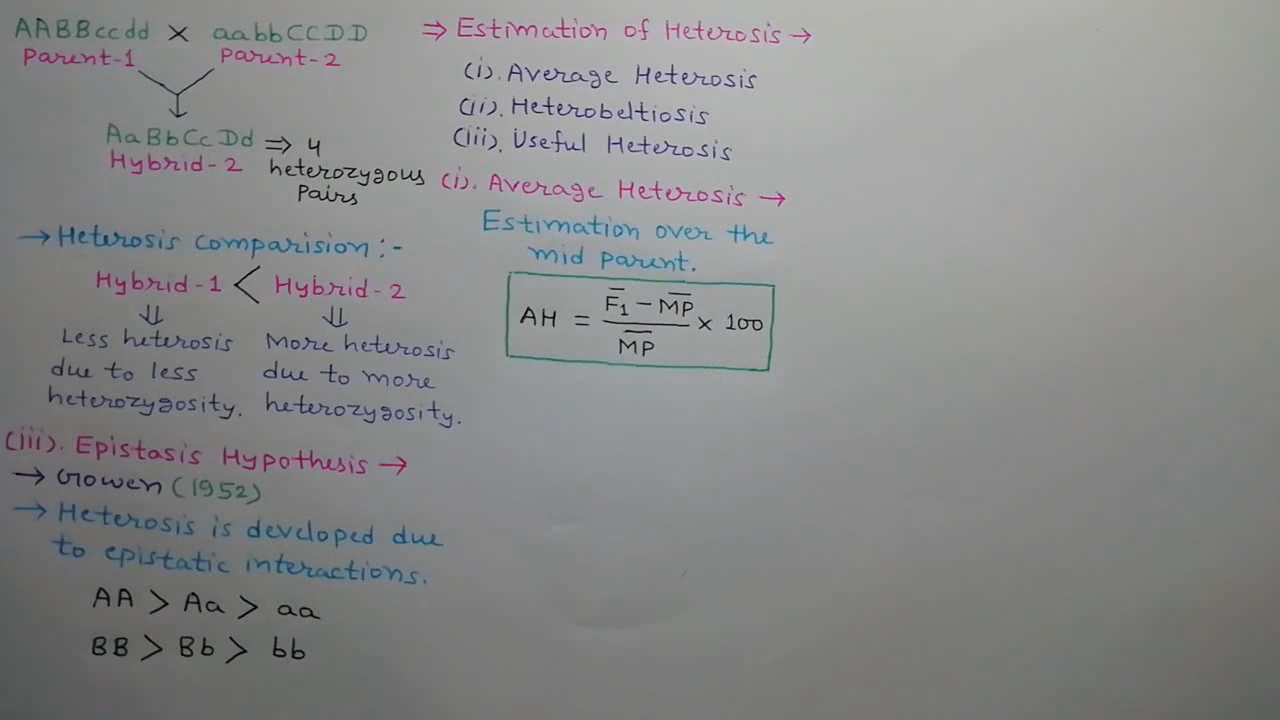 AABBccdd × aabbCCDD
Parent-1 Parent-2
AaBbCcDd ⇒ 4
Hybrid-2 heterozygous
Pairs
→ Heterosis comparision :-
Hybrid-1 < Hybrid-2
⇓ ⇓
Less heterosis More heterosis
due to less due to more
heterozygosity. heterozygosity.
(iii). Epistasis Hypothesis →
→ Gowen (1952)
→ Heterosis is developed due
to epistatic interactions.
AA > Aa > aa
BB > Bb > bb
⇒ Estimation of Heterosis →
(i). Average Heterosis
(ii). Heterobeltiosis
(iii). Useful Heterosis
(i). Average Heterosis →
Estimation over the
mid parent.
AH = (F̅₁ − M̅P̅) / M̅P̅ × 100